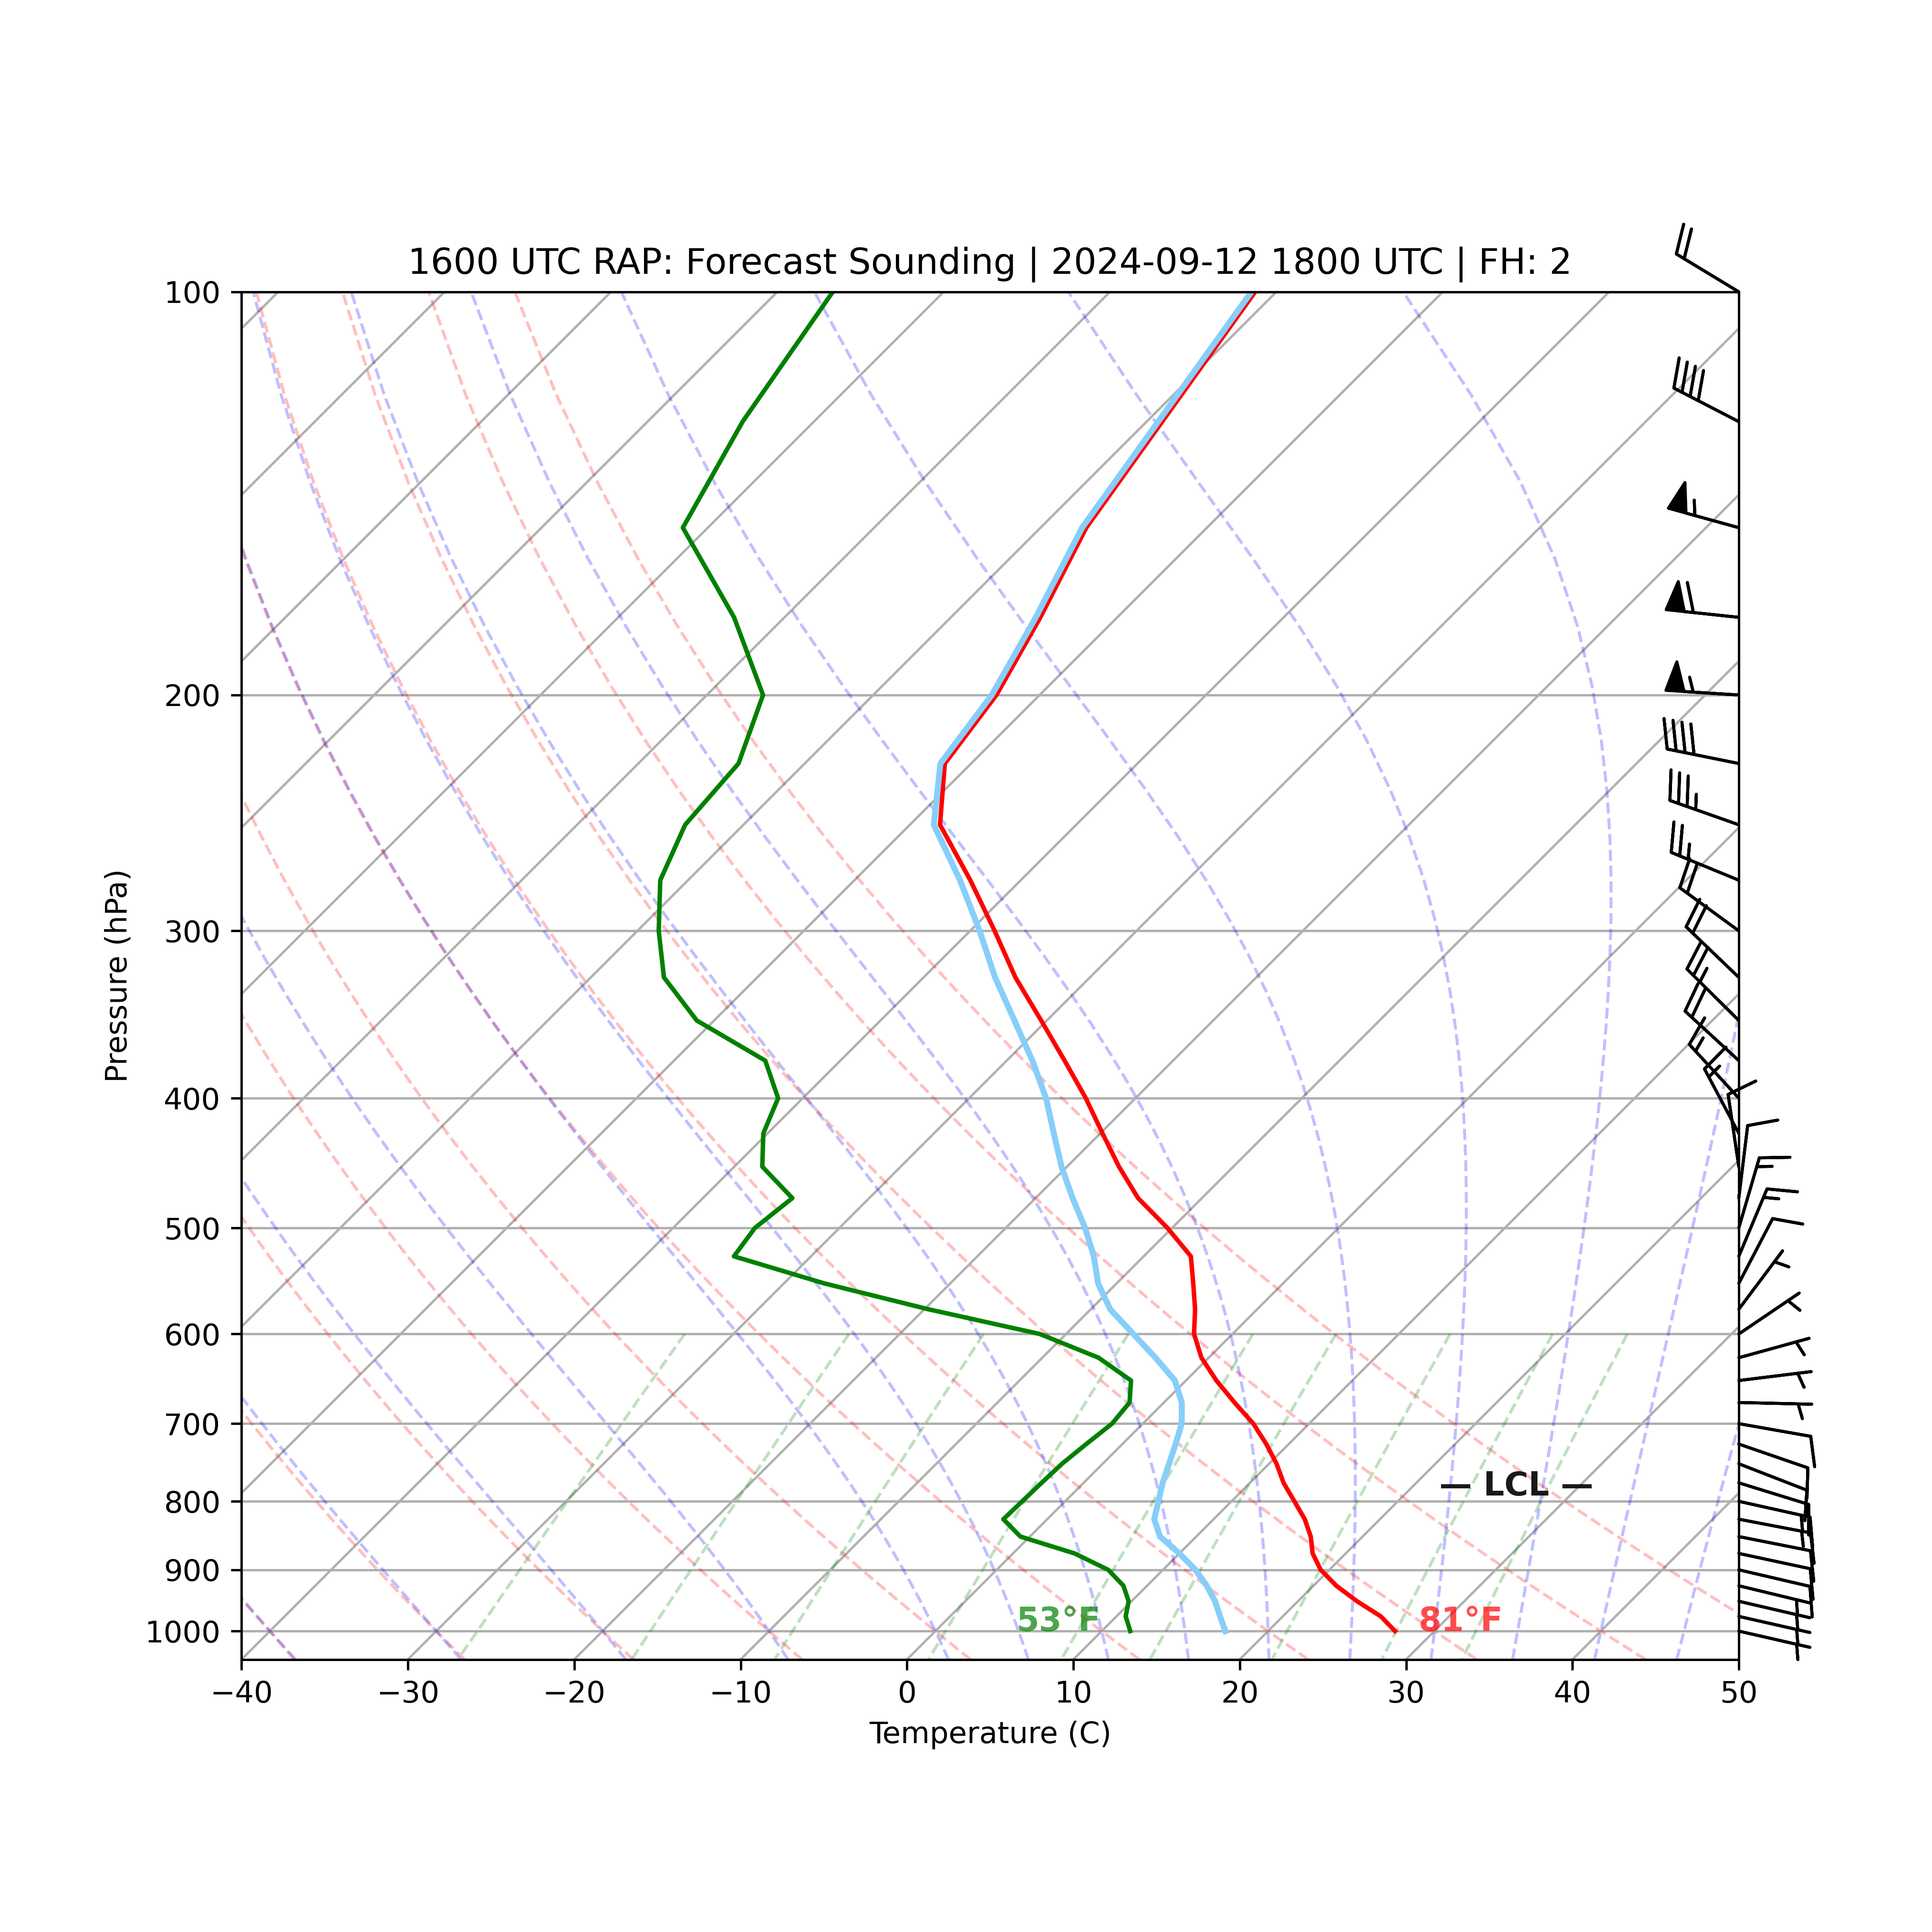 1600 UTC RAP: Forecast Sounding | 2024-09-12 1800 UTC | FH: 2
100
200
300
400
500
600
700
800
900
1000
Pressure (hPa)
— LCL —
53°F
81°F
−40 −30 −20 −10 0 10 20 30 40 50
Temperature (C)